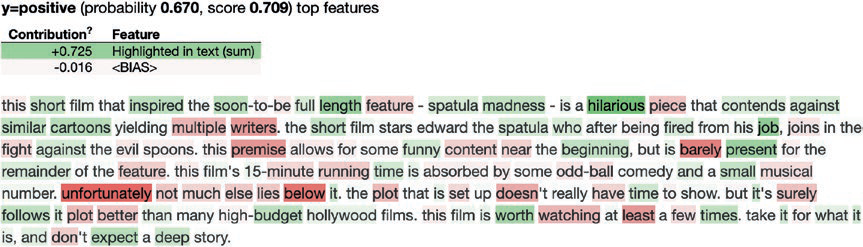 y=positive (probability 0.670, score 0.709) top features
Contribution? Feature
+0.725 Highlighted in text (sum)
-0.016 <BIAS>
this short film that inspired the soon-to-be full length feature - spatula madness - is a hilarious piece that contends against
similar cartoons yielding multiple writers. the short film stars edward the spatula who after being fired from his job, joins in the
fight against the evil spoons. this premise allows for some funny content near the beginning, but is barely present for the
remainder of the feature. this film's 15-minute running time is absorbed by some odd-ball comedy and a small musical
number. unfortunately not much else lies below it. the plot that is set up doesn't really have time to show. but it's surely
follows it plot better than many high-budget hollywood films. this film is worth watching at least a few times. take it for what it
is, and don't expect a deep story.